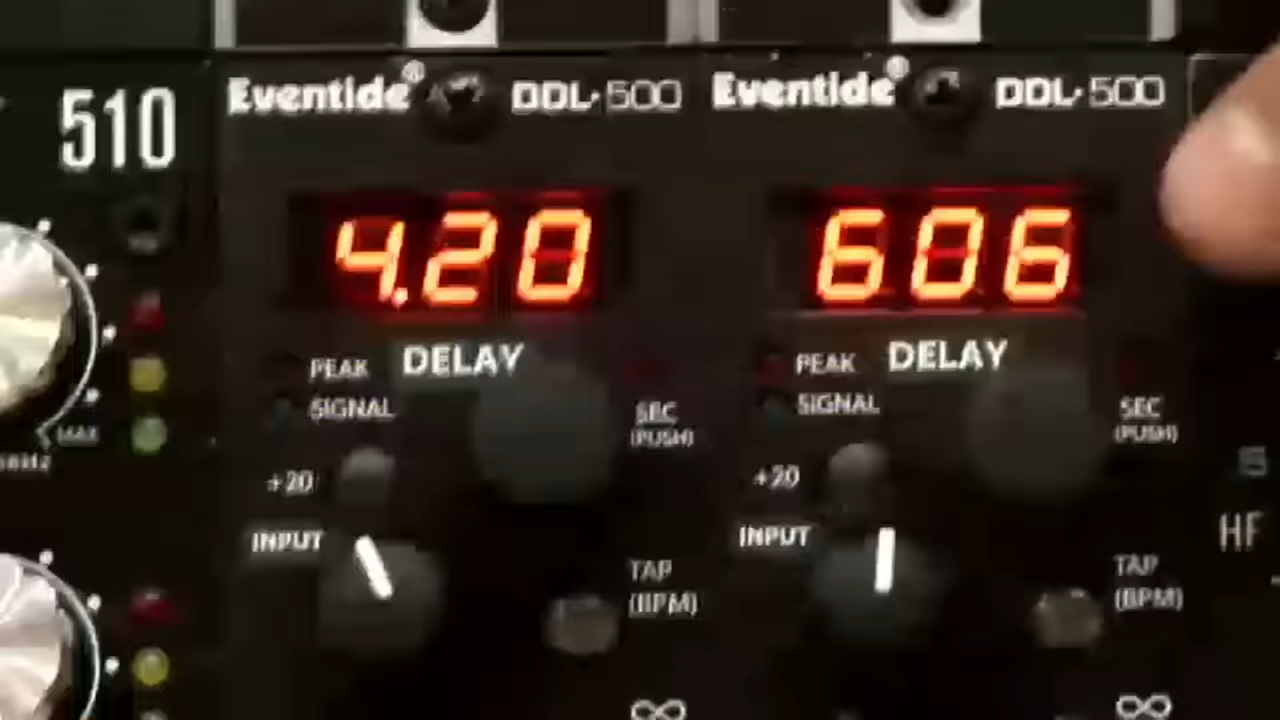 510
Eventide® DDL·500
4.20
DELAY
PEAK
SIGNAL
SEC
(PUSH)
+20
INPUT
TAP
(BPM)
∞
Eventide® DDL·500
606
DELAY
PEAK
SIGNAL
SEC
(PUSH)
+20
INPUT
TAP
(BPM)
∞
MAX
HF